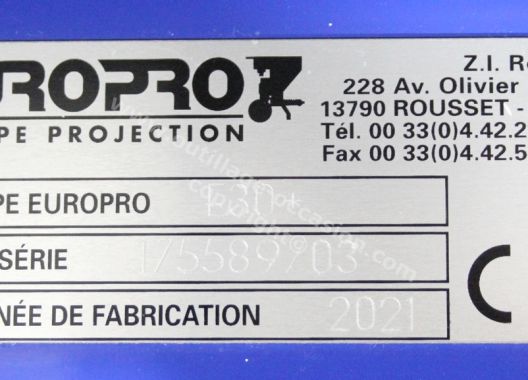 UROPRO
PE PROJECTION
Z.I. R
228 Av. Olivier
13790 ROUSSET -
Tél. 00 33(0)4.42.2
Fax 00 33(0)4.42.5
PE EUROPRO
SÉRIE 175589703
NÉE DE FABRICATION 2021
C